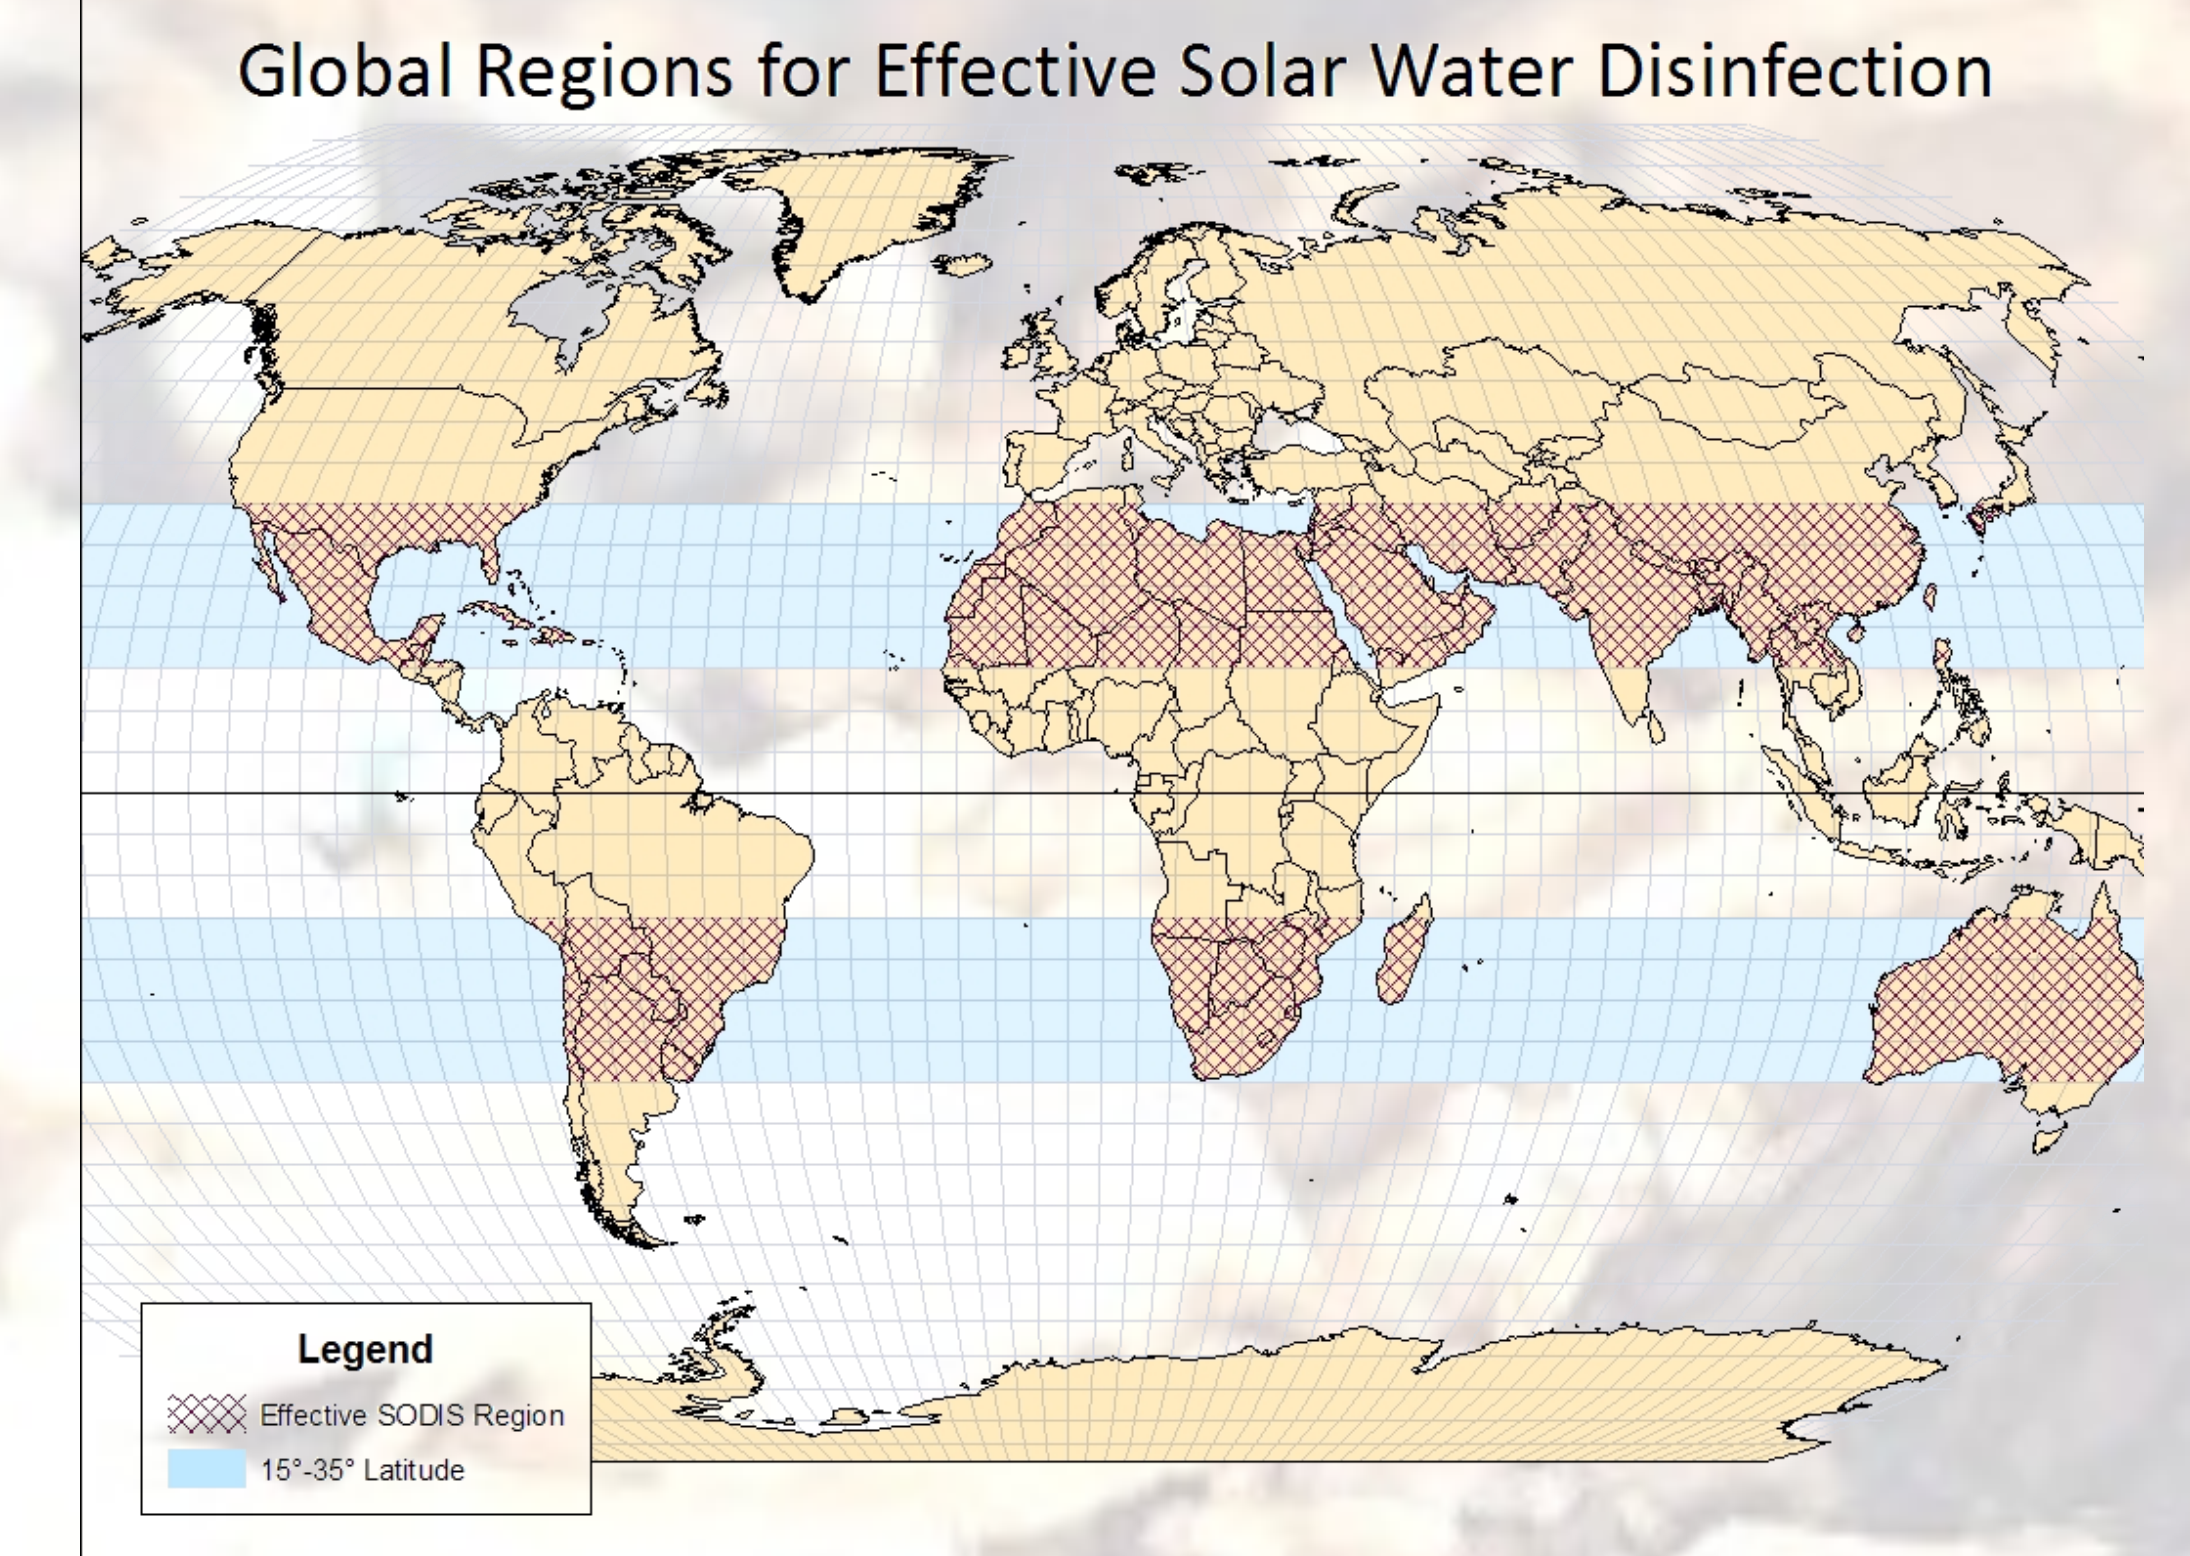 Global Regions for Effective Solar Water Disinfection
Legend
Effective SODIS Region
15°-35° Latitude